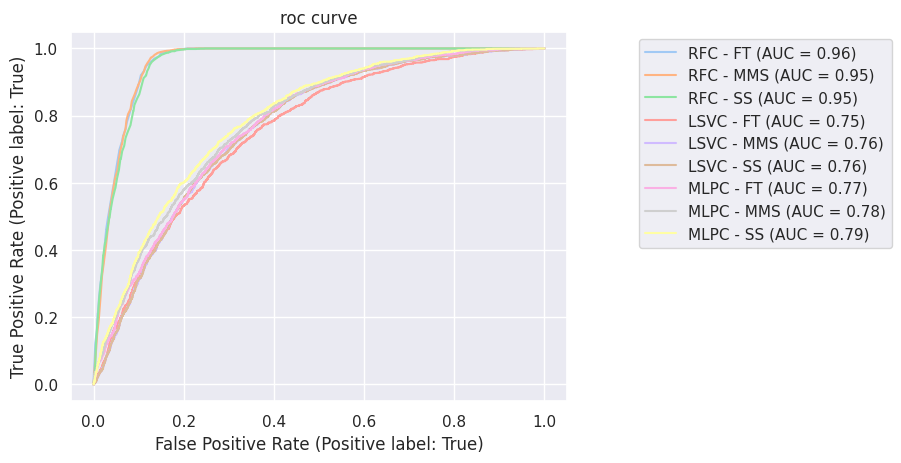 roc curve
True Positive Rate (Positive label: True)
1.0
0.8
0.6
0.4
0.2
0.0
0.0 0.2 0.4 0.6 0.8 1.0
False Positive Rate (Positive label: True)
RFC - FT (AUC = 0.96)
RFC - MMS (AUC = 0.95)
RFC - SS (AUC = 0.95)
LSVC - FT (AUC = 0.75)
LSVC - MMS (AUC = 0.76)
LSVC - SS (AUC = 0.76)
MLPC - FT (AUC = 0.77)
MLPC - MMS (AUC = 0.78)
MLPC - SS (AUC = 0.79)